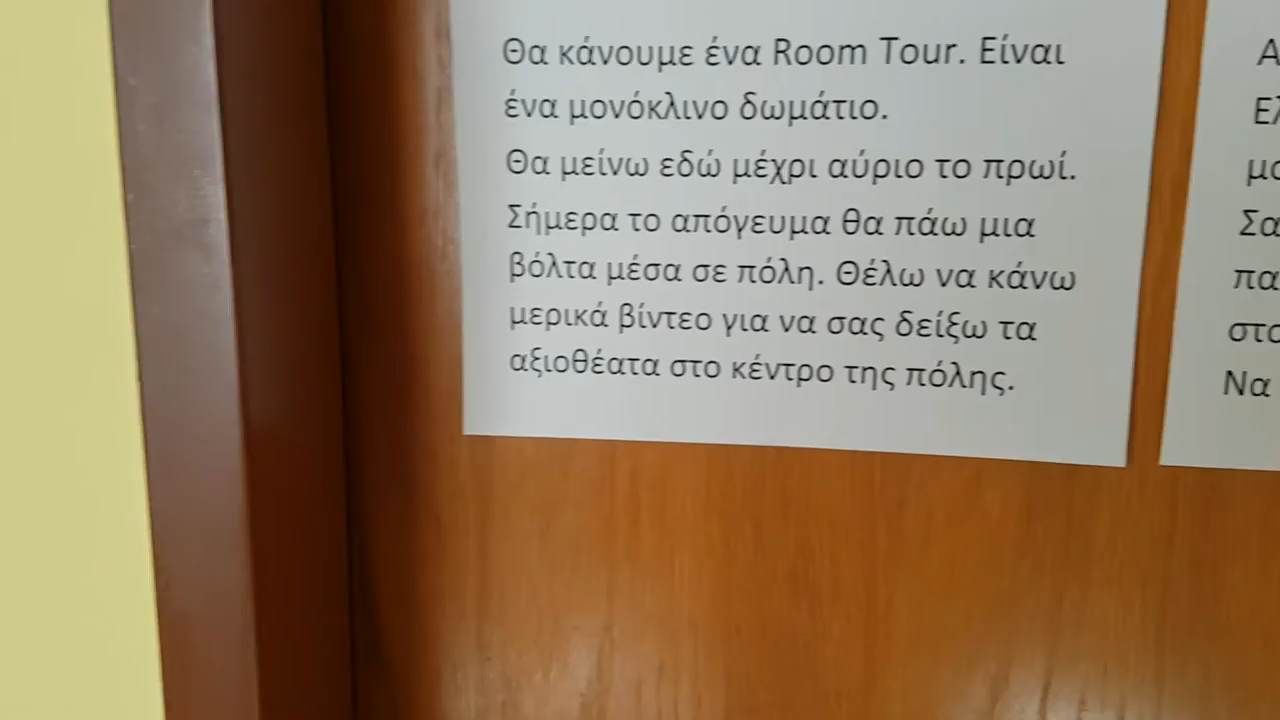 Θα κάνουμε ένα Room Tour. Είναι
ένα μονόκλινο δωμάτιο.
Θα μείνω εδώ μέχρι αύριο το πρωί.
Σήμερα το απόγευμα θα πάω μια
βόλτα μέσα σε πόλη. Θέλω να κάνω
μερικά βίντεο για να σας δείξω τα
αξιοθέατα στο κέντρο της πόλης.
Να